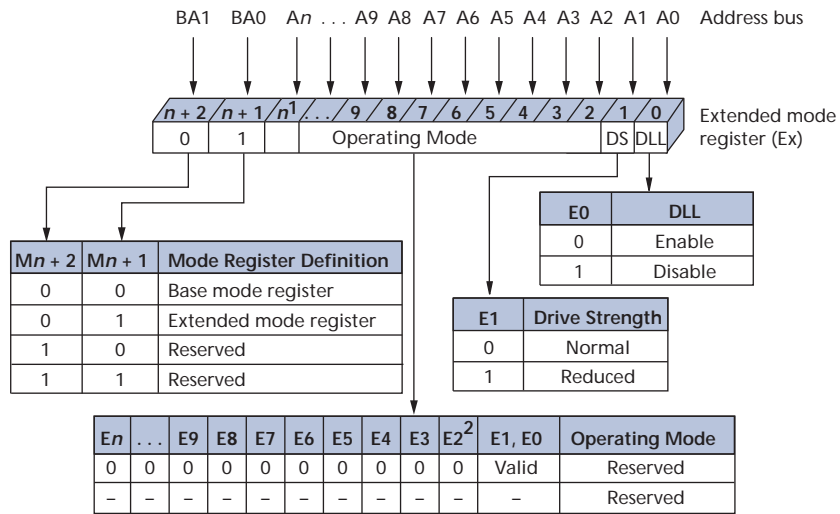 BA1 BA0 An ... A9 A8 A7 A6 A5 A4 A3 A2 A1 A0 Address bus
n + 2 n + 1 n1 ... 9 8 7 6 5 4 3 2 1 0
Extended mode
register (Ex)
0 1 Operating Mode DS DLL
E0 DLL
0 Enable
1 Disable
Mn + 2 Mn + 1 Mode Register Definition
0 0 Base mode register
0 1 Extended mode register
1 0 Reserved
1 1 Reserved
E1 Drive Strength
0 Normal
1 Reduced
En ... E9 E8 E7 E6 E5 E4 E3 E2² E1, E0 Operating Mode
0 0 0 0 0 0 0 0 0 0 Valid Reserved
– – – – – – – – – – – Reserved